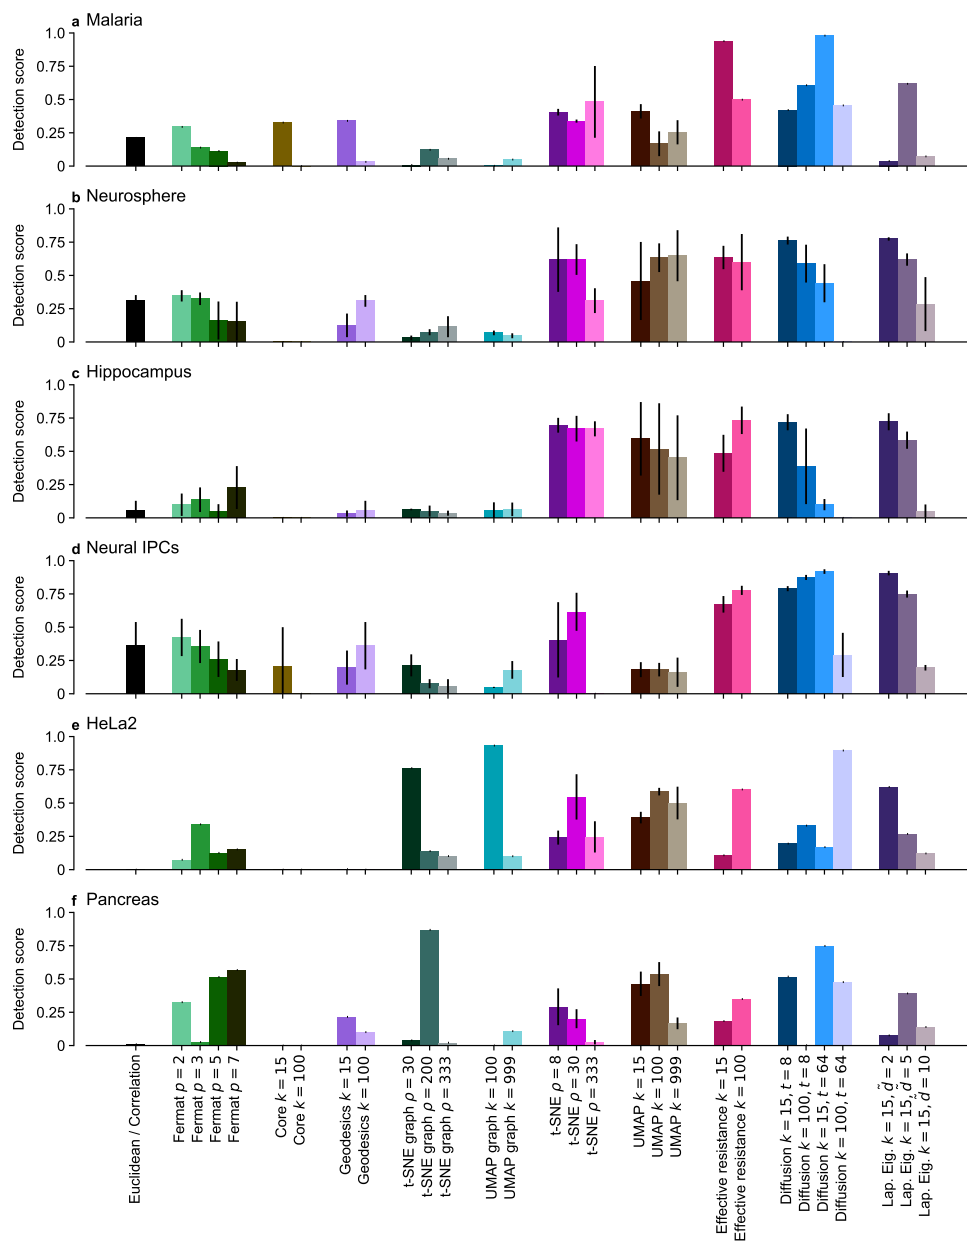 a Malaria
Detection score
1.0
0.75
0.5
0.25
0
b Neurosphere
Detection score
1.0
0.75
0.5
0.25
0
c Hippocampus
Detection score
1.0
0.75
0.5
0.25
0
d Neural IPCs
Detection score
1.0
0.75
0.5
0.25
0
e HeLa2
Detection score
1.0
0.75
0.5
0.25
0
f Pancreas
Detection score
1.0
0.75
0.5
0.25
0
Euclidean / Correlation
Fermat p = 2
Fermat p = 3
Fermat p = 5
Fermat p = 7
Core k = 15
Core k = 100
Geodesics k = 15
Geodesics k = 100
t-SNE graph ρ = 30
t-SNE graph ρ = 200
t-SNE graph ρ = 333
UMAP graph k = 100
UMAP graph k = 999
t-SNE ρ = 8
t-SNE ρ = 30
t-SNE ρ = 333
UMAP k = 15
UMAP k = 100
UMAP k = 999
Effective resistance k = 15
Effective resistance k = 100
Diffusion k = 15, t = 8
Diffusion k = 100, t = 8
Diffusion k = 15, t = 64
Diffusion k = 100, t = 64
Lap. Eig. k = 15, d̃ = 2
Lap. Eig. k = 15, d̃ = 5
Lap. Eig. k = 15, d̃ = 10